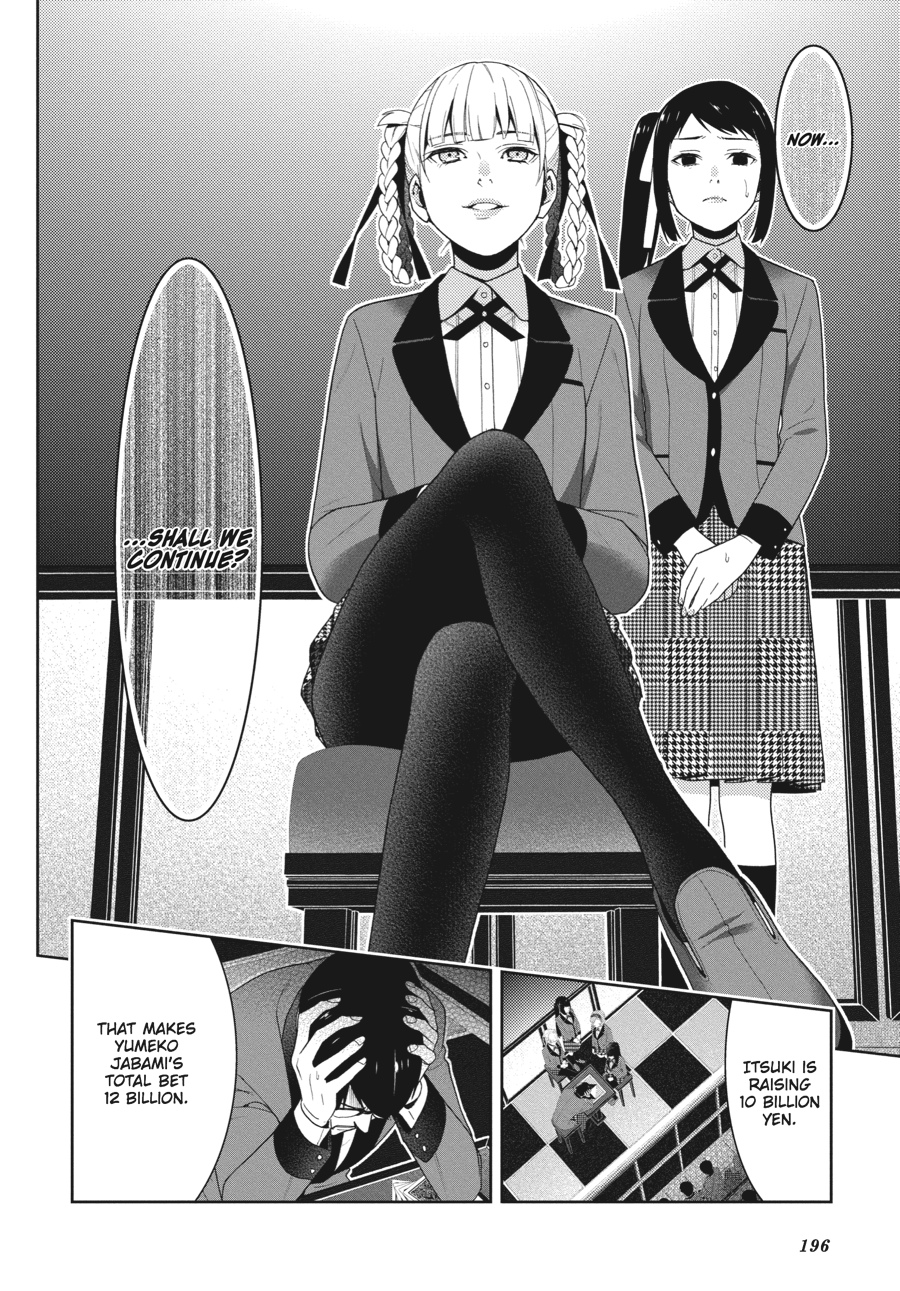 NOW...
...SHALL WE
CONTINUE?
ITSUKI IS
RAISING
10 BILLION
YEN.
THAT MAKES
YUMEKO
JABAMI'S
TOTAL BET
12 BILLION.
196